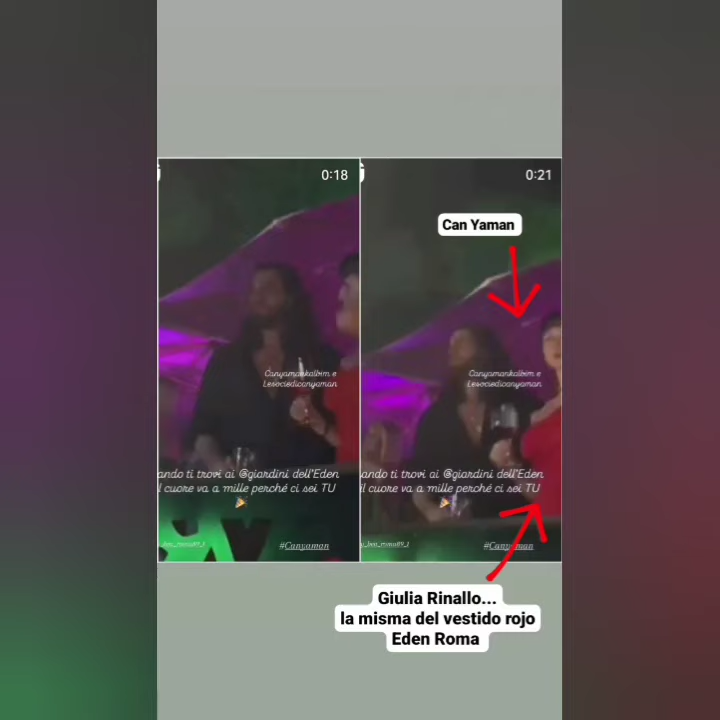 0:18
0:21
Can Yaman
Canyamankalbim e
Lesociedicanyaman
Canyamankalbim e
Lesociedicanyaman
ando ti trovi ai @giardini dell'Eden
l cuore va a mille perché ci sei TU
ando ti trovi ai @giardini dell'Eden
l cuore va a mille perché ci sei TU
#Canyaman
#Canyaman
Giulia Rinallo...
la misma del vestido rojo
Eden Roma